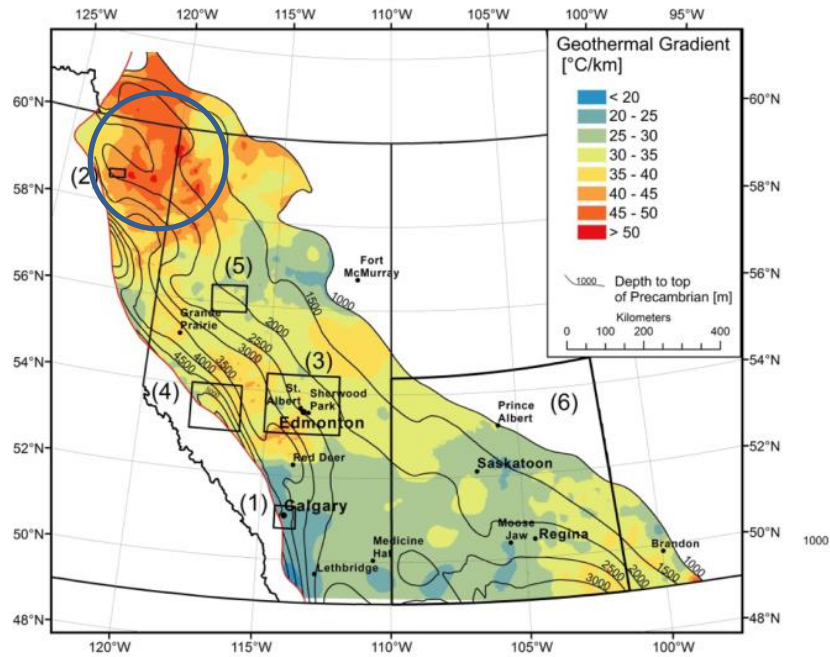 125°W 120°W 115°W 110°W 105°W 100°W 95°W
Geothermal Gradient
[°C/km]
< 20
20 - 25
25 - 30
30 - 35
35 - 40
40 - 45
45 - 50
> 50
1000 Depth to top
of Precambrian [m]
Kilometers
0 100 200 400
60°N
58°N
56°N
54°N
52°N
50°N
48°N
60°N
58°N
56°N
54°N
52°N
50°N
48°N
(2)
(5)
Fort
McMurray
Grande
Prairie
1500
1000
2000
2500
3000
3500
4000
4500
(3)
(4)
St.
Albert
Sherwood
Park
Edmonton
Red Deer
(1)
Calgary
Medicine
Hat
Lethbridge
(6)
Prince
Albert
Saskatoon
Moose
Jaw
Regina
Brandon
1000
2500
2000
1500
1000
3000
120°W 115°W 110°W 105°W 100°W